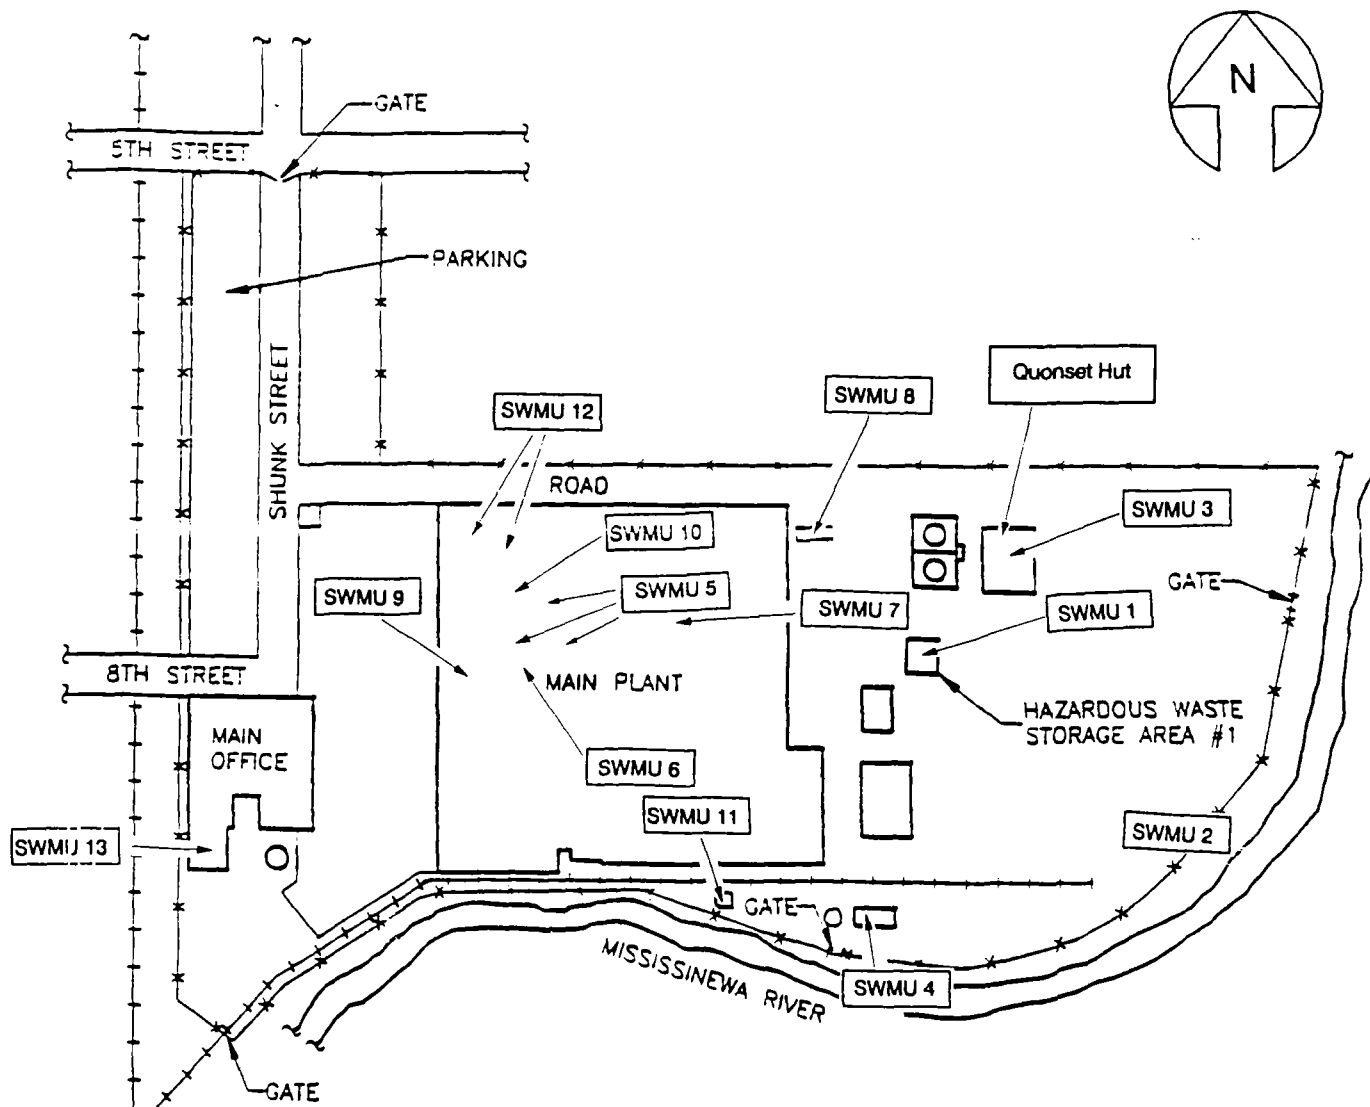 N
GATE
5TH STREET
PARKING
SHUNK STREET
Quonset Hut
SWMU 8
SWMU 12
ROAD
SWMU 3
SWMU 10
GATE
SWMU 5
SWMU 9
SWMU 7
SWMU 1
8TH STREET
MAIN PLANT
HAZARDOUS WASTE
STORAGE AREA #1
MAIN
OFFICE
SWMU 6
SWMU 11
SWMU 2
SWMU 13
GATE
MISSISSINEWA RIVER
SWMU 4
GATE